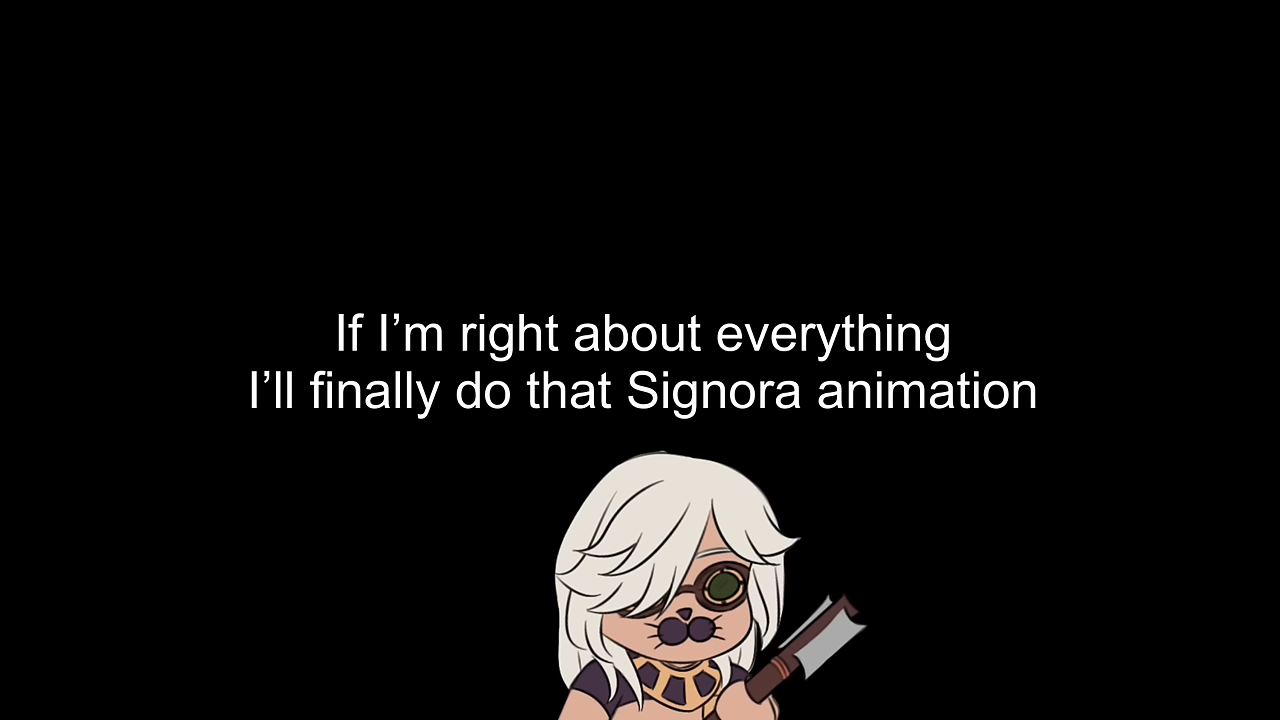 If I’m right about everything
I’ll finally do that Signora animation